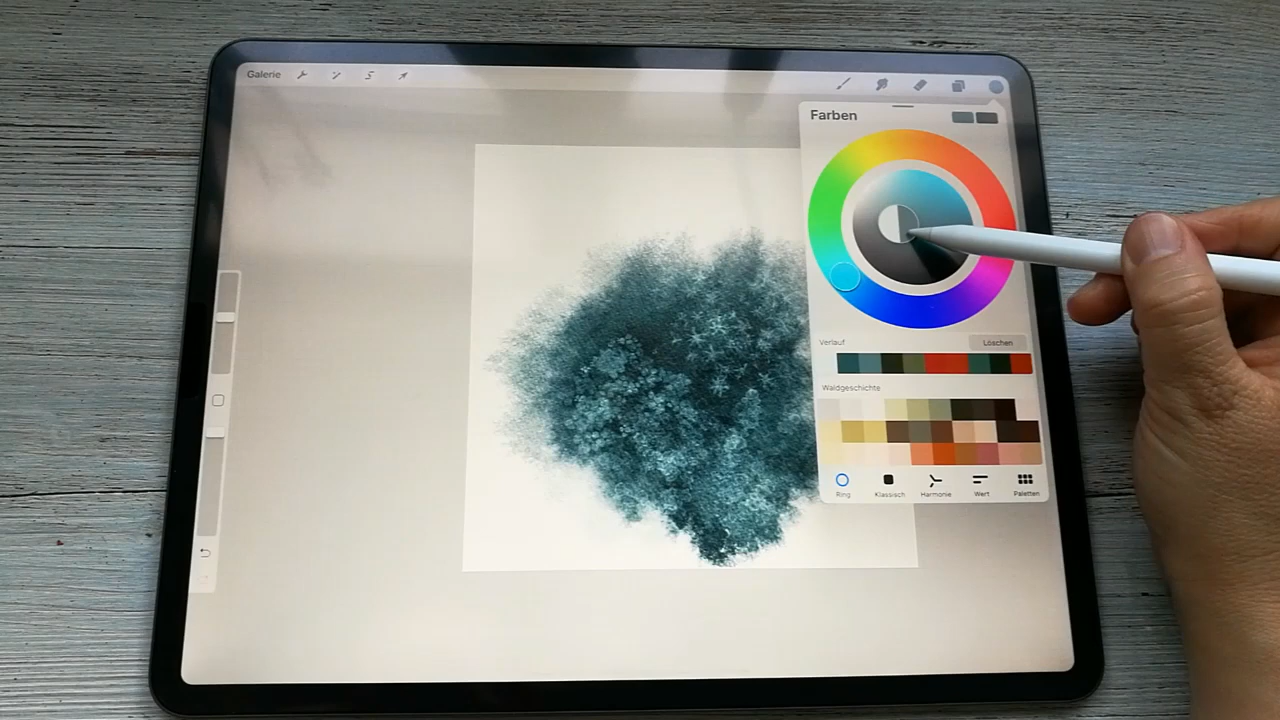 Galerie
Farben
Verlauf
Löschen
Waldgeschichte
Ring
Klassisch
Harmonie
Wert
Paletten